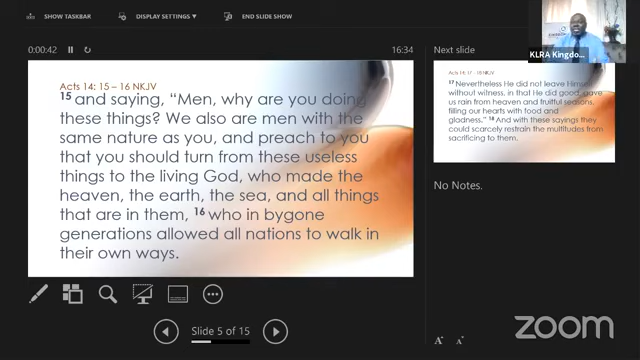 SHOW TASKBAR
DISPLAY SETTINGS ▾
END SLIDE SHOW
0:00:42
16:34
Acts 14: 15 – 16 NKJV
15 and saying, “Men, why are you doing
these things? We also are men with the
same nature as you, and preach to you
that you should turn from these useless
things to the living God, who made the
heaven, the earth, the sea, and all things
that are in them, 16 who in bygone
generations allowed all nations to walk in
their own ways.
Slide 5 of 15
KLRA Kingdo...
Next slide
Acts 14: 17 - 18 NKJV
17 Nevertheless He did not leave Himself
without witness, in that He did good, gave
us rain from heaven and fruitful seasons,
filling our hearts with food and
gladness.” 18 And with these sayings they
could scarcely restrain the multitudes from
sacrificing to them.
No Notes.
A A
zoom